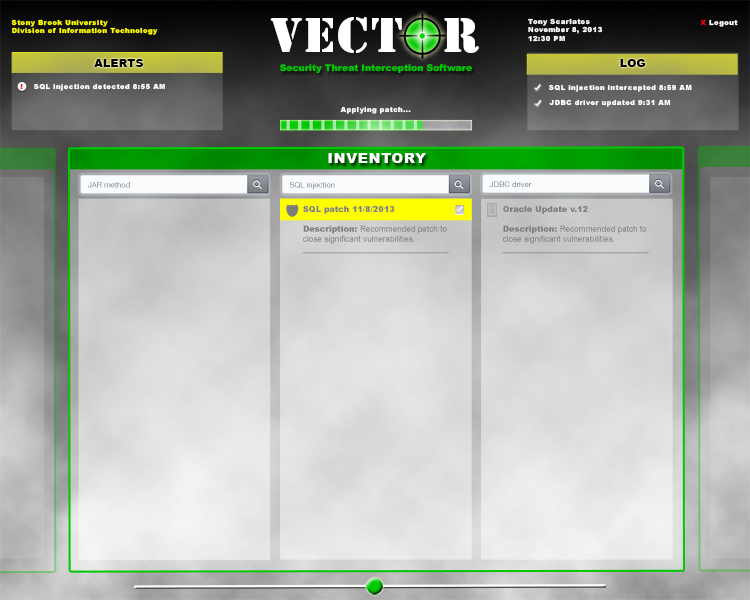 Stony Brook University
Division of Information Technology
VECTOR
Security Threat Interception Software
Tony Scarlatos
November 8, 2013
12:30 PM
X Logout
ALERTS
SQL injection detected 8:55 AM
LOG
SQL injection intercepted 8:59 AM
JDBC driver updated 9:31 AM
Applying patch...
INVENTORY
JAR method
SQL injection
JDBC driver
SQL patch 11/8/2013
Description: Recommended patch to
close significant vulnerabilities.
Oracle Update v.12
Description: Recommended patch to
close significant vulnerabilities.